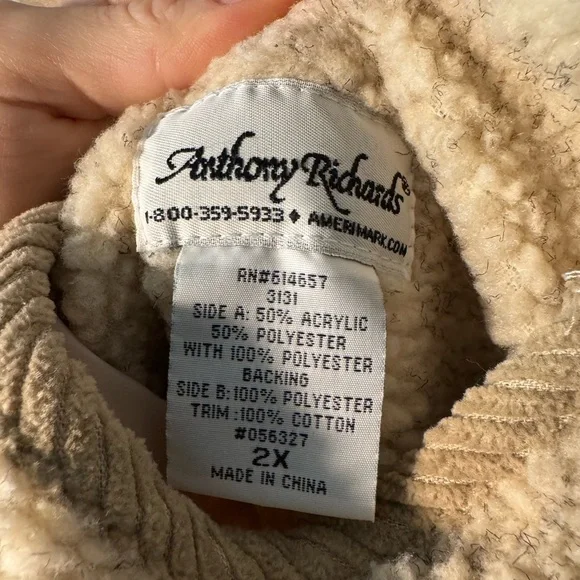 Anthony Richards®
1-800-359-5933 ♦ AMERIMARK.COM
RN#614657
3131
SIDE A: 50% ACRYLIC
50% POLYESTER
WITH 100% POLYESTER
BACKING
SIDE B:100% POLYESTER
TRIM :100% COTTON
#056327
2X
MADE IN CHINA